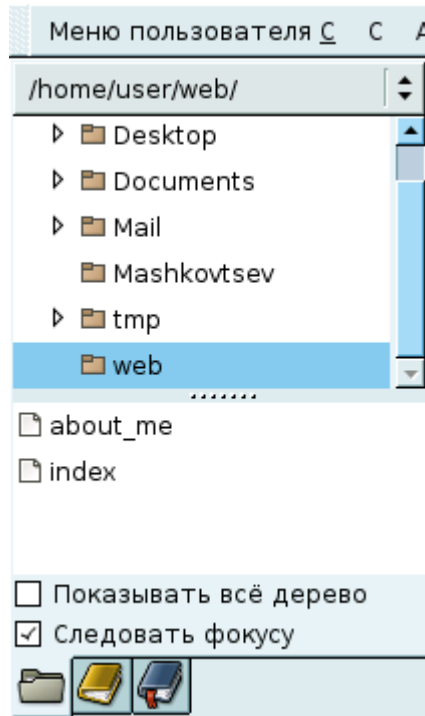 Меню пользователя С С
/home/user/web/
Desktop
Documents
Mail
Mashkovtsev
tmp
web
about_me
index
Показывать всё дерево
Следовать фокусу